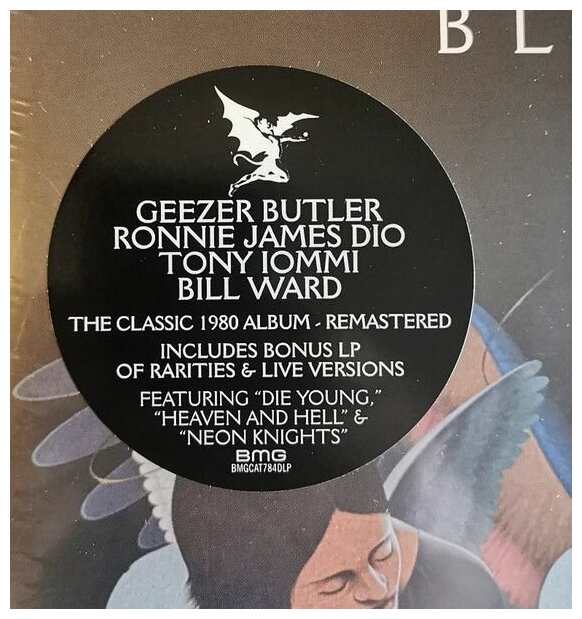 BL
GEEZER BUTLER
RONNIE JAMES DIO
TONY IOMMI
BILL WARD
THE CLASSIC 1980 ALBUM - REMASTERED
INCLUDES BONUS LP
OF RARITIES & LIVE VERSIONS
FEATURING “DIE YOUNG,”
“HEAVEN AND HELL” &
“NEON KNIGHTS”
BMG
BMGCAT784DLP